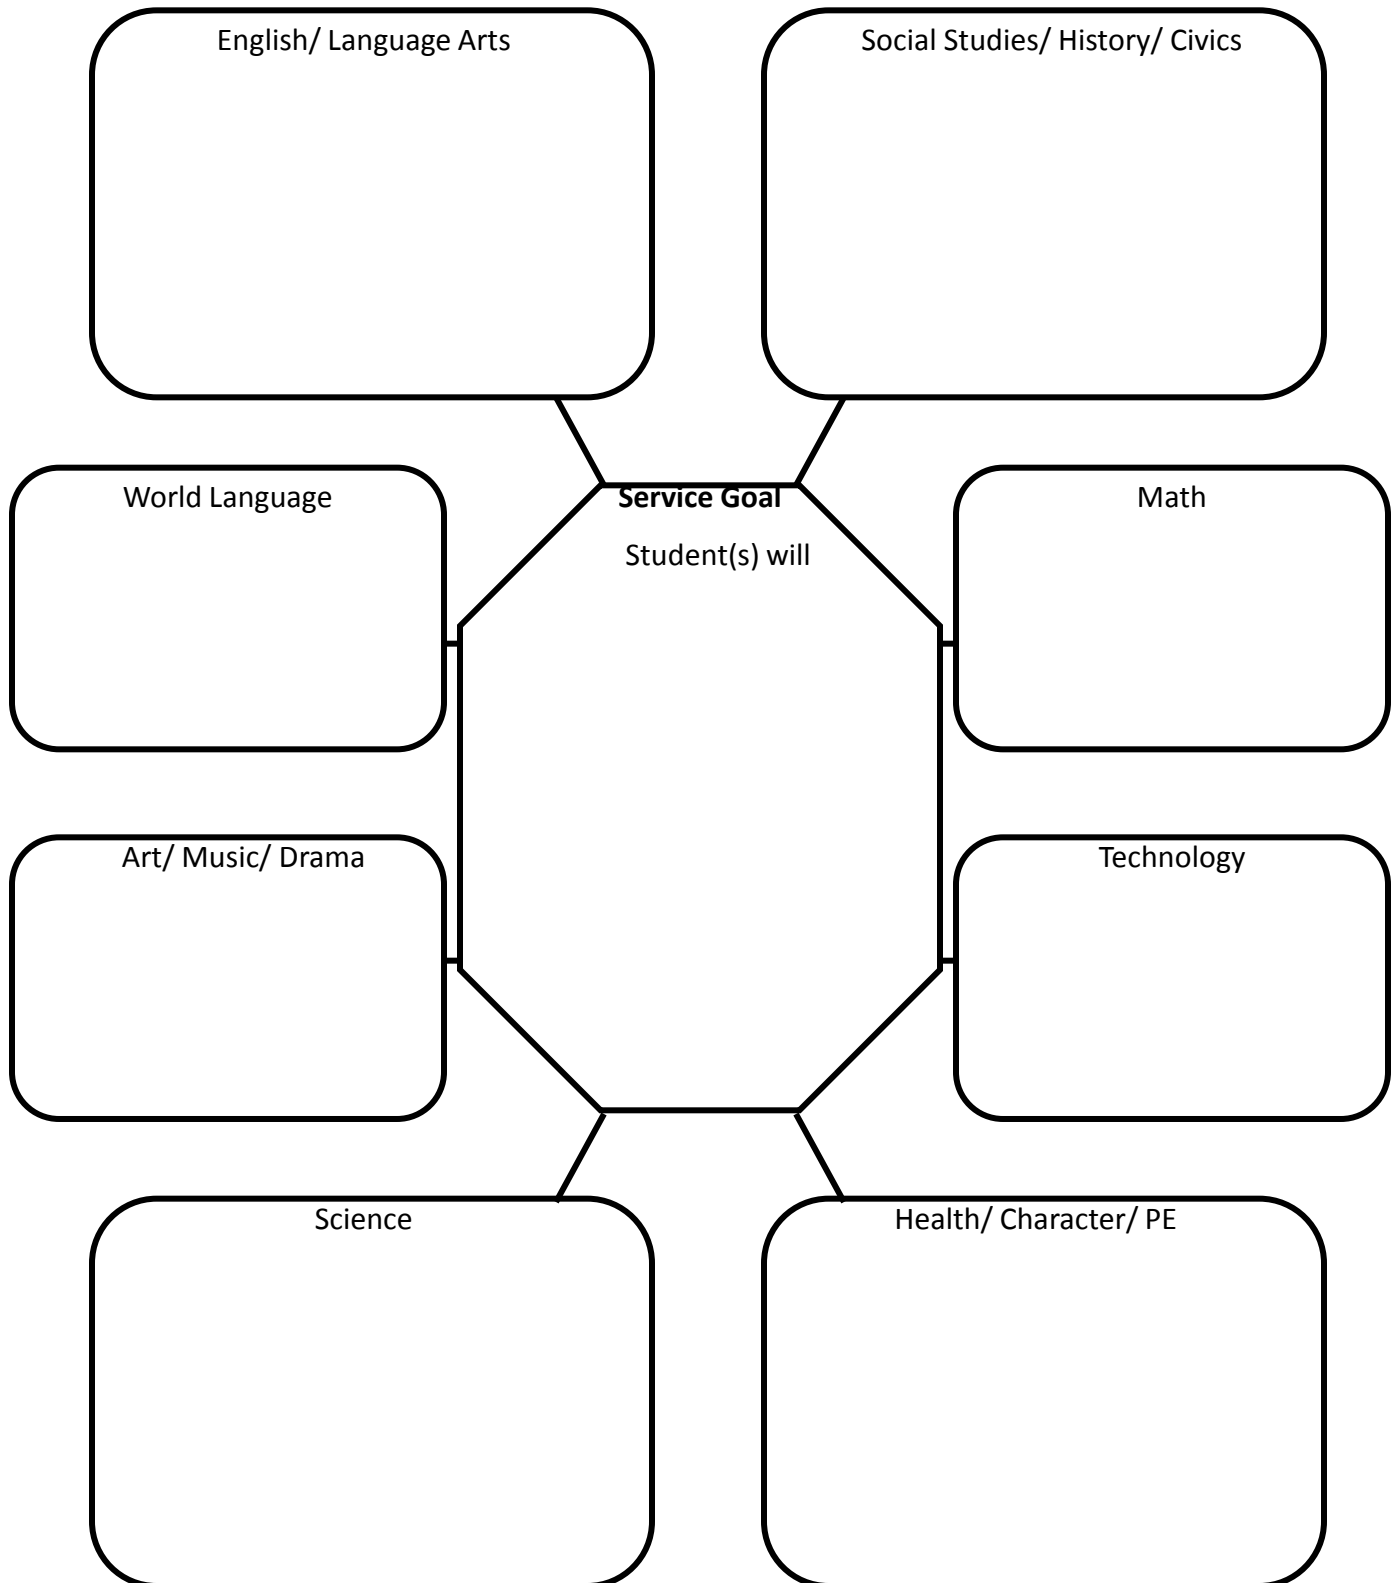 English/ Language Arts
Social Studies/ History/ Civics
World Language
Service Goal
Student(s) will
Math
Art/ Music/ Drama
Technology
Science
Health/ Character/ PE